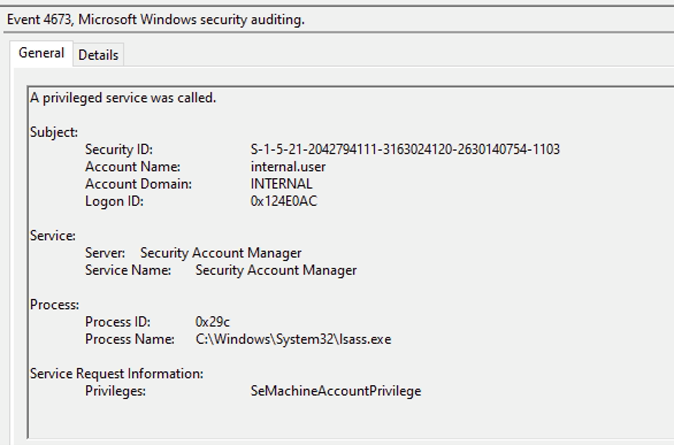 Event 4673, Microsoft Windows security auditing.
General Details
A privileged service was called.
Subject:
Security ID: S-1-5-21-2042794111-3163024120-2630140754-1103
Account Name: internal.user
Account Domain: INTERNAL
Logon ID: 0x124E0AC
Service:
Server: Security Account Manager
Service Name: Security Account Manager
Process:
Process ID: 0x29c
Process Name: C:\Windows\System32\lsass.exe
Service Request Information:
Privileges: SeMachineAccountPrivilege